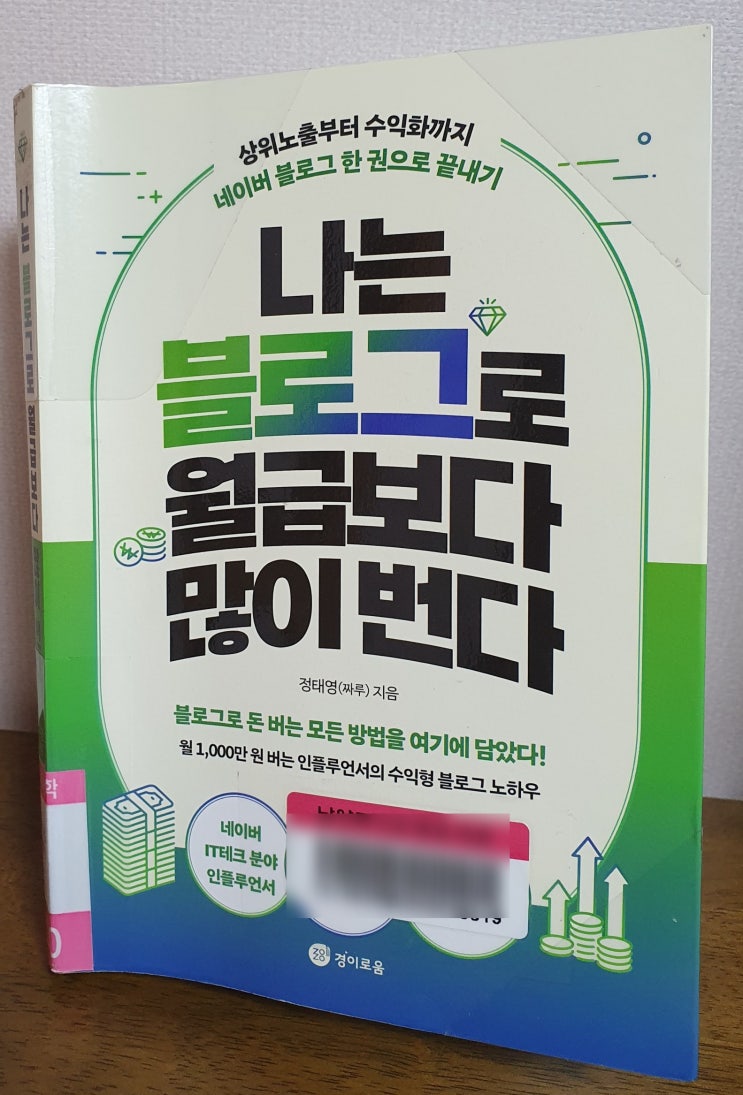 상위노출부터 수익화까지
네이버 블로그 한 권으로 끝내기
나는
블로그로
월급보다
많이 번다
정태영(짜루) 지음
블로그로 돈 버는 모든 방법을 여기에 담았다!
월 1,000만 원 버는 인플루언서의 수익형 블로그 노하우
네이버
IT테크 분야
인플루언서
경이로움
학
0